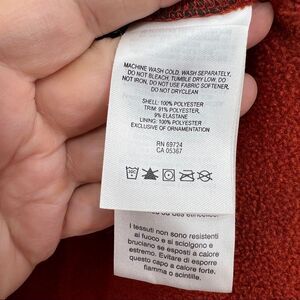 MACHINE WASH COLD, WASH SEPARATELY,
DO NOT BLEACH, TUMBLE DRY LOW, DO
NOT IRON, DO NOT USE FABRIC SOFTENER,
DO NOT DRYCLEAN
SHELL: 100% POLYESTER
TRIM: 91% POLYESTER,
9% ELASTANE
LINING: 100% POLYESTER
EXCLUSIVE OF ORNAMENTATION
RN 69724
CA 05367
ou des étincelles.
I tessuti non sono resistenti
al fuoco e si sciolgono e
bruciano se esposti a calore
estremo. Evitare di esporre
questo capo a calore forte,
fiamma o scintille.